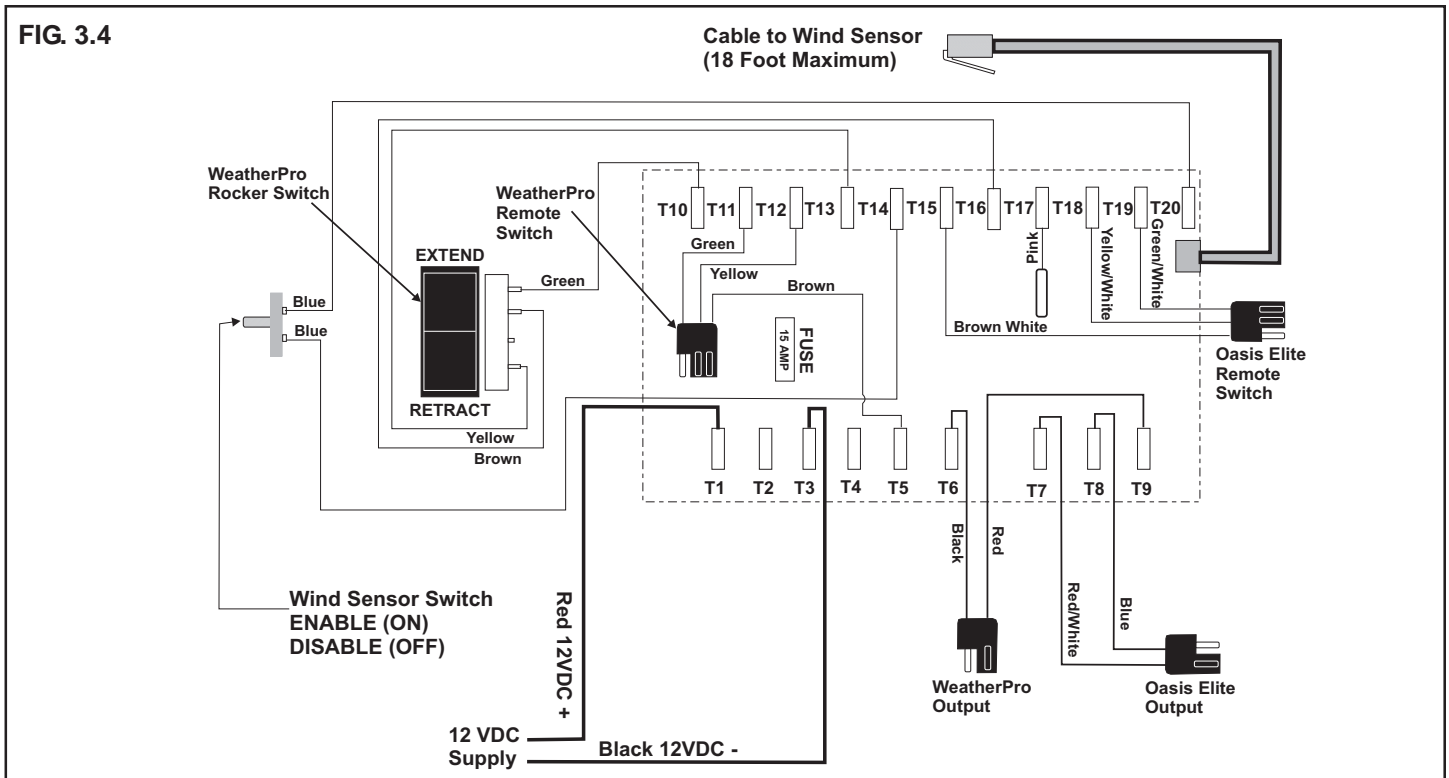 FIG. 3.4
Cable to Wind Sensor
(18 Foot Maximum)
WeatherPro
Rocker Switch
WeatherPro
Remote
Switch
T10
T11
T12
T13
T14
T15
T16
T17
T18
T19
T20
EXTEND
RETRACT
Green
Yellow
Brown
Blue
Blue
Green
Yellow
Brown
FUSE
15 AMP
Pink
Yellow/White
Green/White
Brown White
Oasis Elite
Remote
Switch
T1
T2
T3
T4
T5
T6
T7
T8
T9
Black
Red
Red/White
Blue
WeatherPro
Output
Oasis Elite
Output
Wind Sensor Switch
ENABLE (ON)
DISABLE (OFF)
Red 12VDC +
12 VDC
Supply
Black 12VDC -